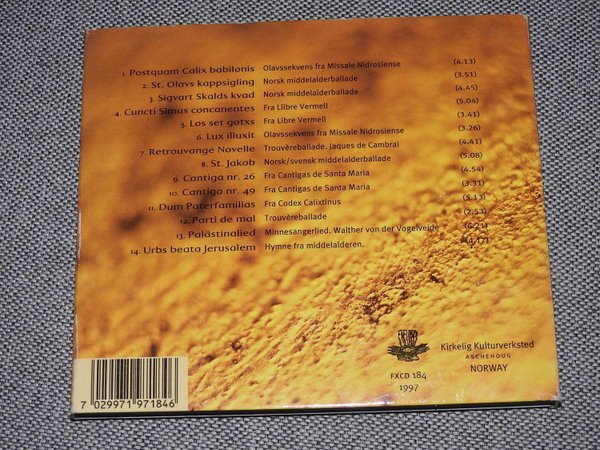 1. Postquam Calix babilonis Olavssekvens fra Missale Nidrosiense (4.13)
2. St. Olavs kappsigling Norsk middelalderballade (3.51)
3. Sigvart Skalds kvad Norsk middelalderballade (4.45)
4. Cuncti Simus concanentes Fra Llibre Vermell (5.04)
5. Los set gotxs Fra Llibre Vermell (3.41)
6. Lux illuxit Olavssekvens fra Missale Nidrosiense (3.26)
7. Retrouvange Novelle Trouvèreballade. Jaques de Cambrai (4.41)
8. St. Jakob Norsk/svensk middelalderballade (5.08)
9. Cantiga nr. 26 Fra Cantigas de Santa Maria (4.54)
10. Cantiga nr. 49 Fra Cantigas de Santa Maria (3.31)
11. Dum Paterfamilias Fra Codex Calixtinus (5.13)
12. Parti de mal Trouvèreballade (2.53)
13. Palästinalied Minnesangerlied. Walther von der Vogelveide (6.21)
14. Urbs beata Jerusalem Hymne fra middelalderen.
Kirkelig Kulturverksted
ASCHEHOUG
NORWAY
FXCD 184
1997
7 029971 971846